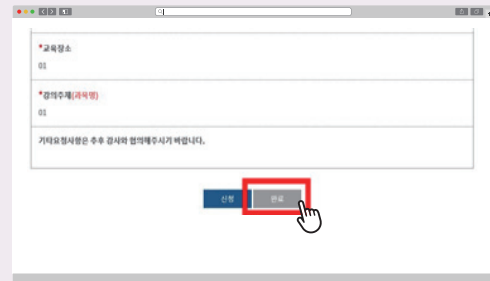 *교육장소
01
*강의주제(과목명)
01
기타요청사항은 추후 강사와 협의해주시기 바랍니다.
신청 완료